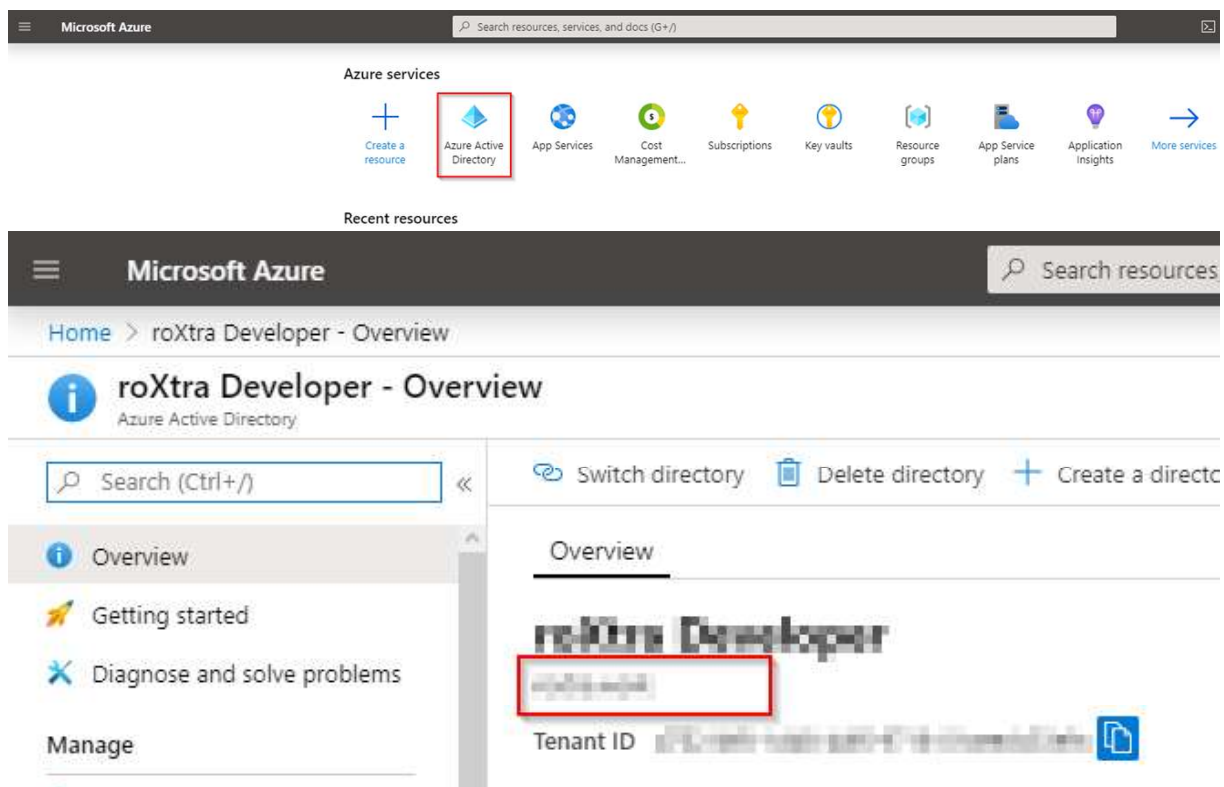 Microsoft Azure
Search resources, services, and docs (G+/)
Azure services
Create a resource
Azure Active Directory
App Services
Cost Management...
Subscriptions
Key vaults
Resource groups
App Service plans
Application Insights
More services
Recent resources
Microsoft Azure
Search resources
Home > roXtra Developer - Overview
roXtra Developer - Overview
Azure Active Directory
Search (Ctrl+/)
«
Switch directory
Delete directory
Create a directo
Overview
Getting started
Diagnose and solve problems
Manage
Overview
roXtra Developer
Tenant ID